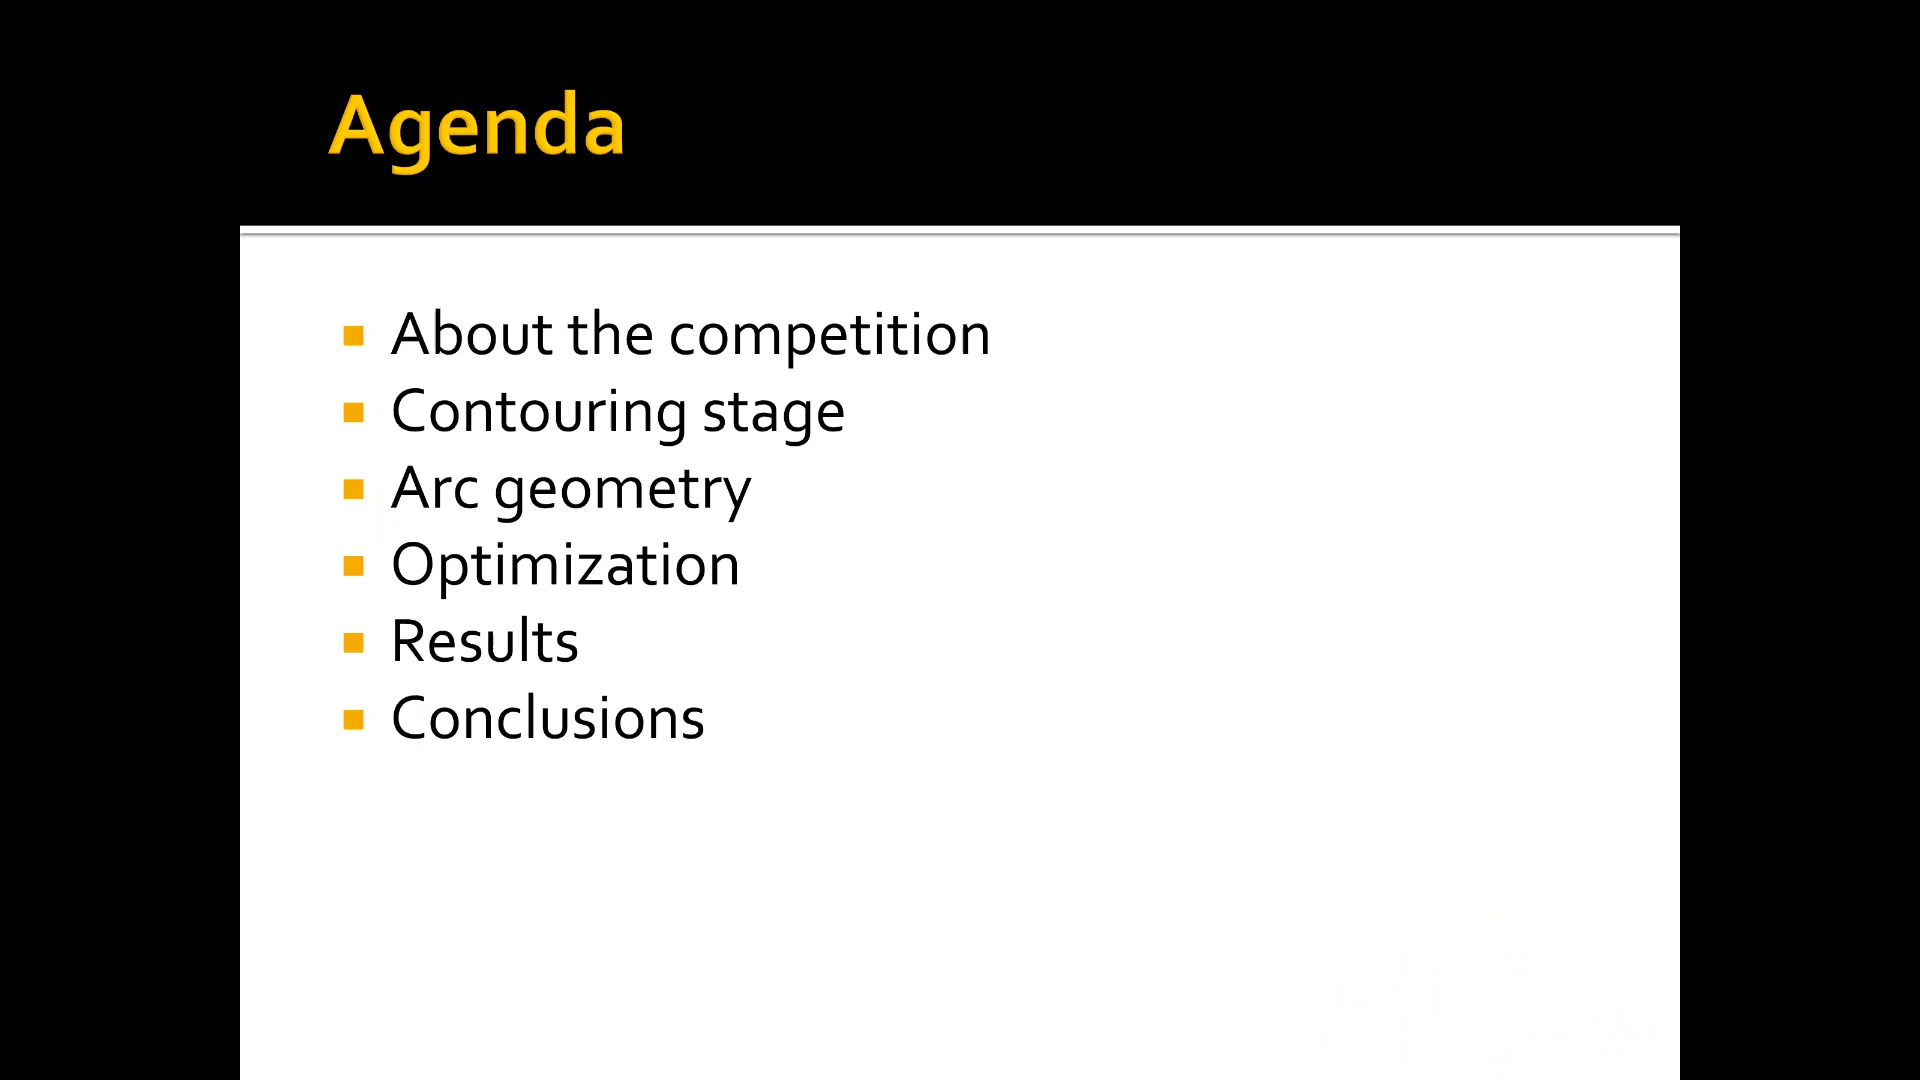 Agenda
About the competition
Contouring stage
Arc geometry
Optimization
Results
Conclusions